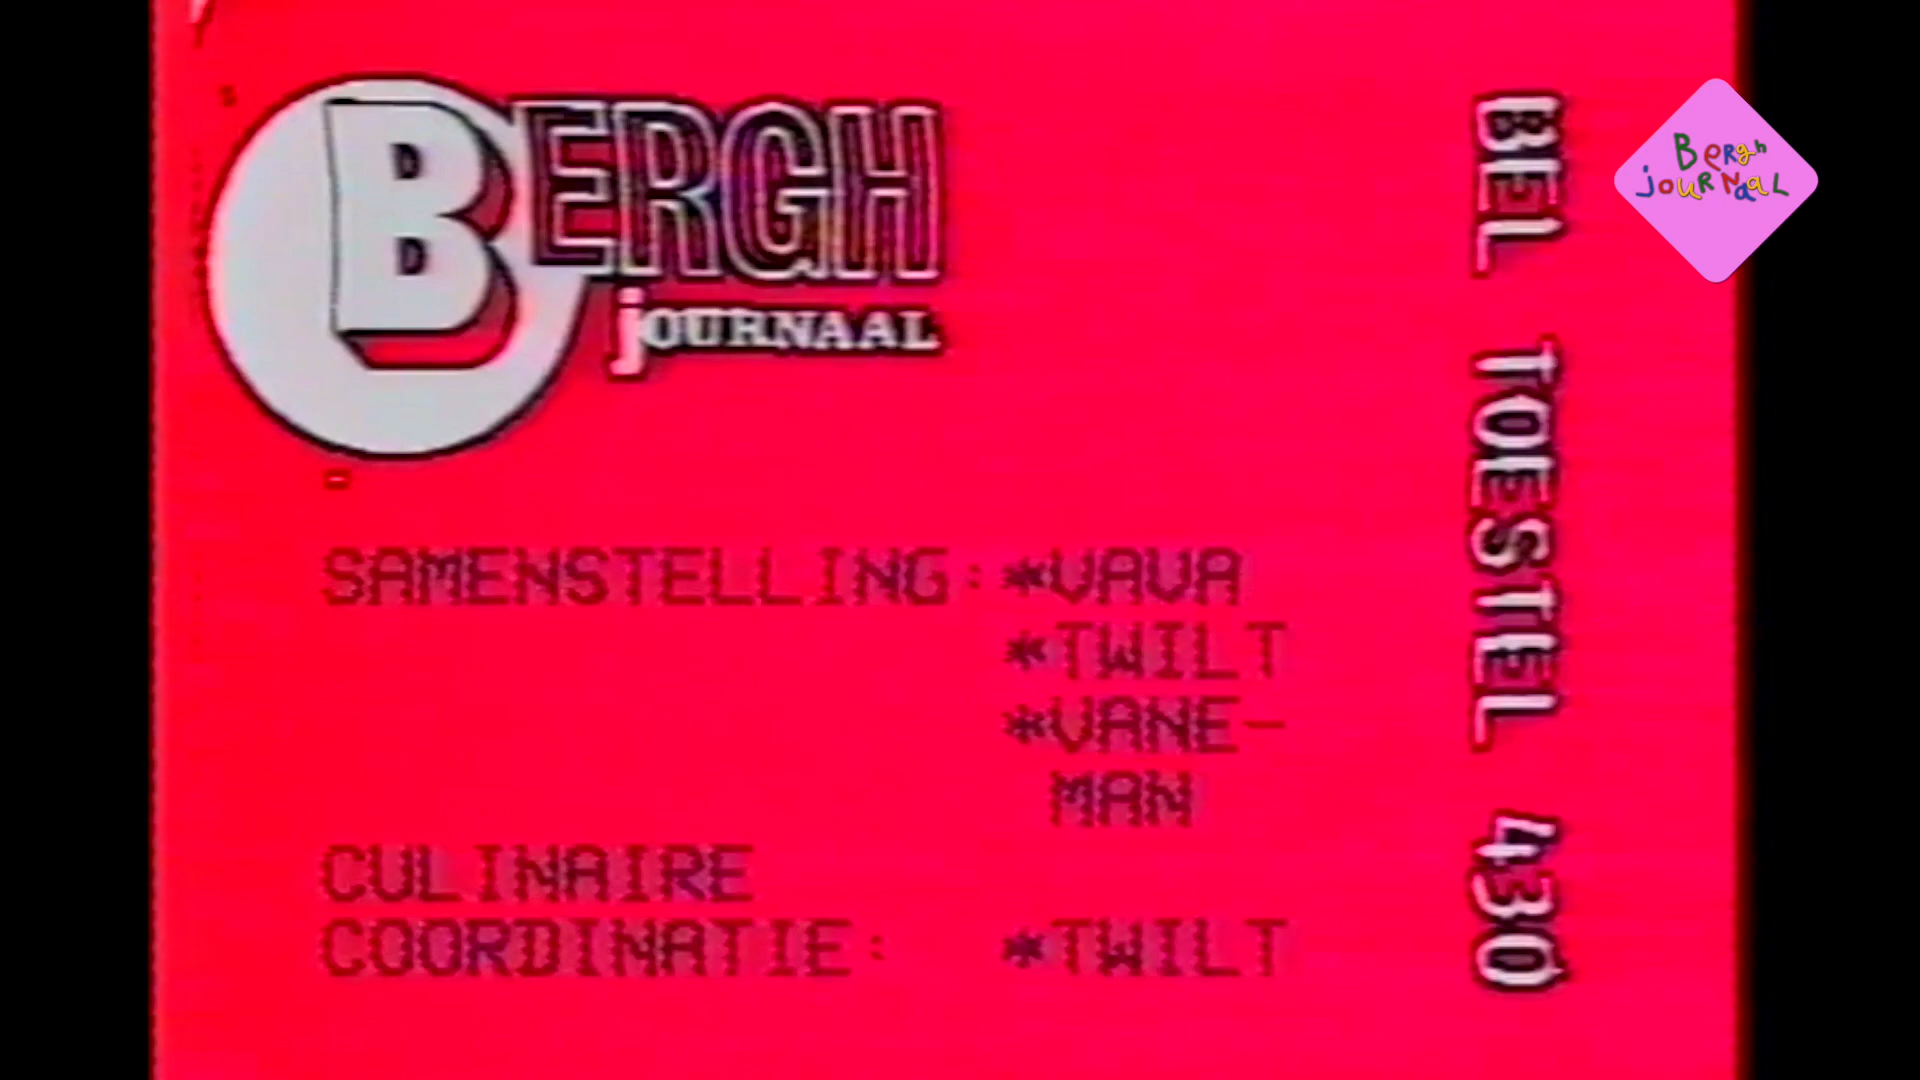 BERGH
jOURNAAL
BEL TOESTEL 430
Bergh
jOURNaaL
SAMENSTELLING: *VAVA
*TWILT
*VANE-
MAN
CULINAIRE
COORDINATIE: *TWILT